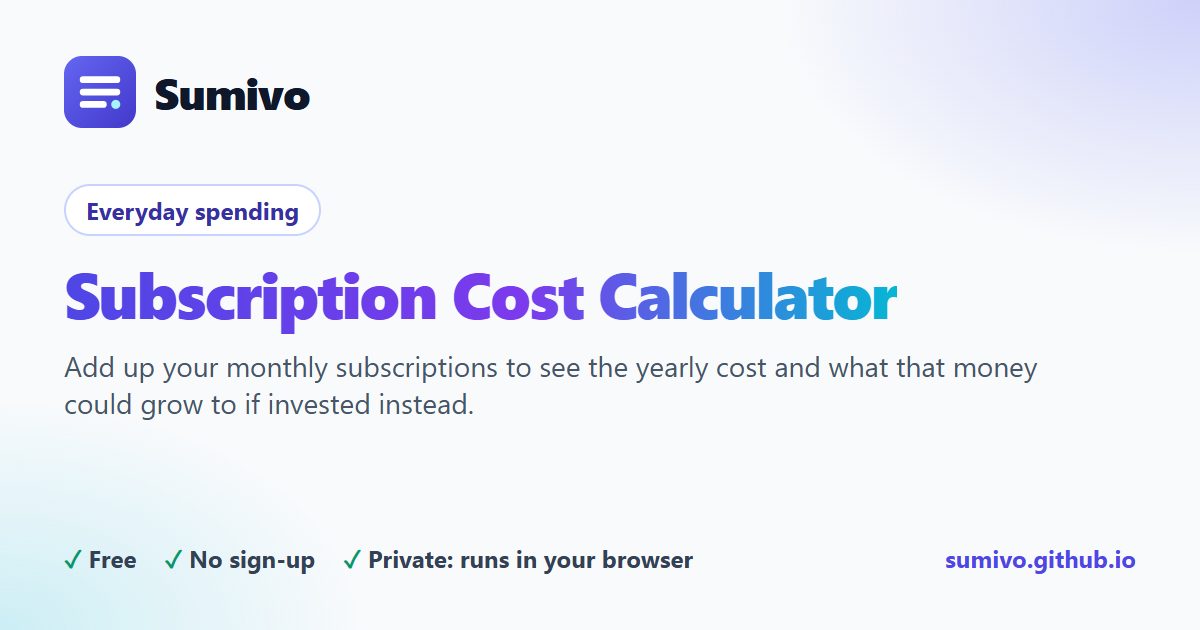 Sumivo
Everyday spending
Subscription Cost Calculator
Add up your monthly subscriptions to see the yearly cost and what that money
could grow to if invested instead.
✓ Free ✓ No sign-up ✓ Private: runs in your browser sumivo.github.io